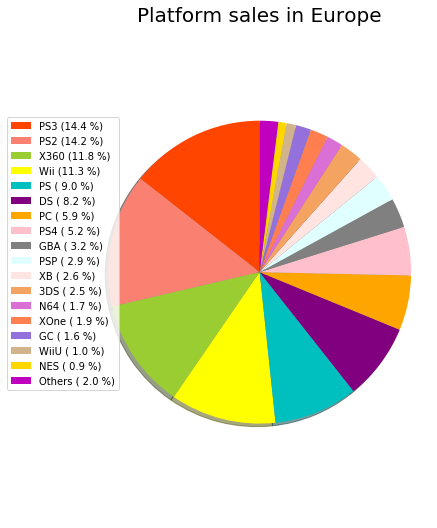 Platform sales in Europe
PS3 (14.4 %)
PS2 (14.2 %)
X360 (11.8 %)
Wii (11.3 %)
PS ( 9.0 %)
DS ( 8.2 %)
PC ( 5.9 %)
PS4 ( 5.2 %)
GBA ( 3.2 %)
PSP ( 2.9 %)
XB ( 2.6 %)
3DS ( 2.5 %)
N64 ( 1.7 %)
XOne ( 1.9 %)
GC ( 1.6 %)
WiiU ( 1.0 %)
NES ( 0.9 %)
Others ( 2.0 %)